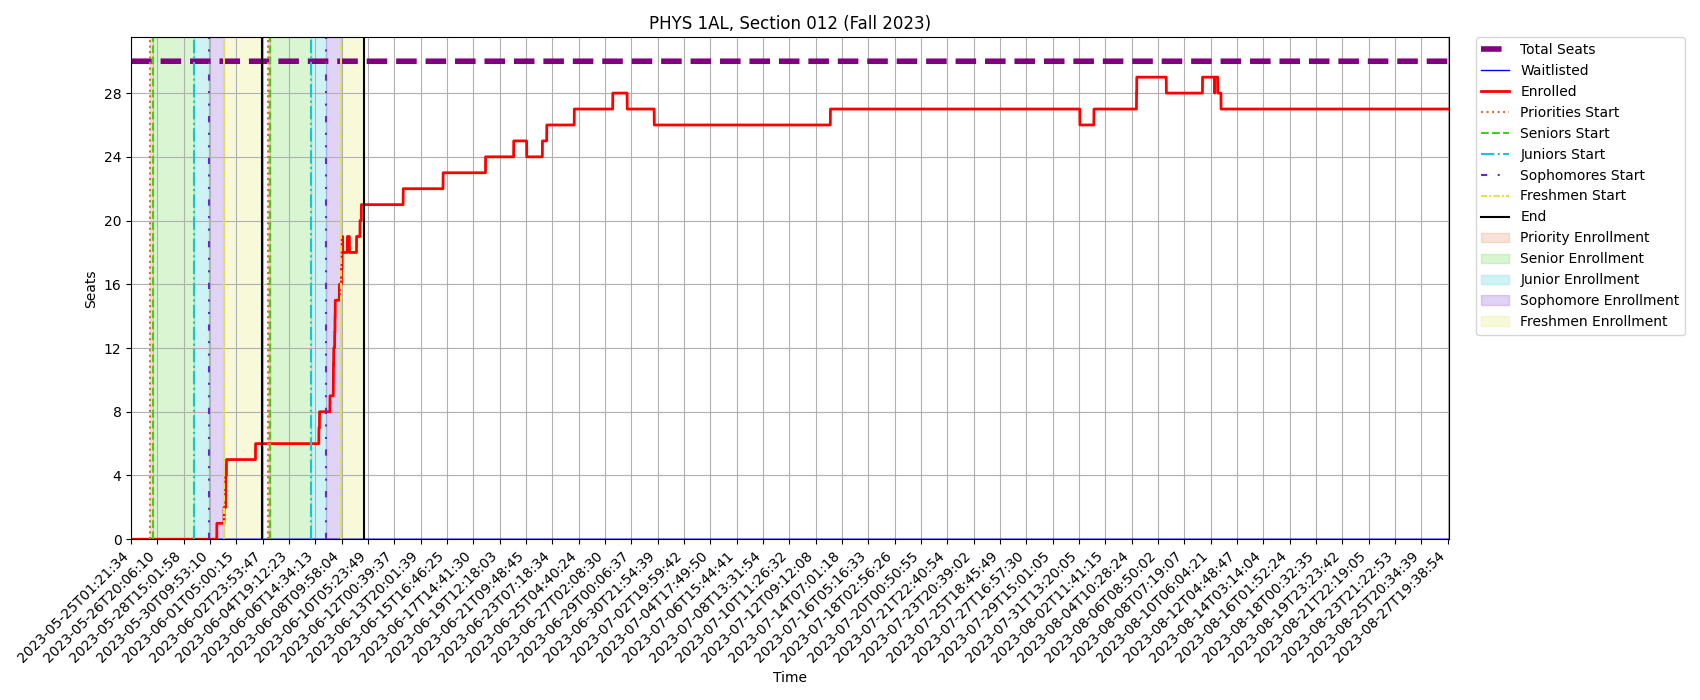 PHYS 1AL, Section 012 (Fall 2023)
Seats
28
24
20
16
12
8
4
0
2023-05-25T01:21:34
2023-05-26T20:06:10
2023-05-28T15:01:58
2023-05-30T09:53:10
2023-06-01T05:00:15
2023-06-02T23:53:47
2023-06-04T19:12:23
2023-06-06T14:34:13
2023-06-08T09:58:04
2023-06-10T05:23:49
2023-06-12T00:39:37
2023-06-13T20:01:39
2023-06-15T16:46:25
2023-06-17T14:41:30
2023-06-19T12:18:03
2023-06-21T09:48:45
2023-06-23T07:18:34
2023-06-25T04:40:24
2023-06-27T02:08:30
2023-06-29T00:06:37
2023-06-30T21:54:39
2023-07-02T19:59:42
2023-07-04T17:49:50
2023-07-06T15:44:41
2023-07-08T13:31:54
2023-07-10T11:26:32
2023-07-12T09:12:08
2023-07-14T07:01:18
2023-07-16T05:16:33
2023-07-18T02:56:26
2023-07-20T00:50:55
2023-07-21T22:40:54
2023-07-23T20:39:02
2023-07-25T18:45:49
2023-07-27T16:57:30
2023-07-29T15:01:05
2023-07-31T13:20:05
2023-08-02T11:41:15
2023-08-04T10:28:24
2023-08-06T08:50:02
2023-08-08T07:19:07
2023-08-10T06:04:21
2023-08-12T04:48:47
2023-08-14T03:14:04
2023-08-16T01:52:24
2023-08-18T00:32:35
2023-08-19T23:23:42
2023-08-21T22:19:05
2023-08-23T21:22:53
2023-08-25T20:34:39
2023-08-27T19:38:54
Time
Total Seats
Waitlisted
Enrolled
Priorities Start
Seniors Start
Juniors Start
Sophomores Start
Freshmen Start
End
Priority Enrollment
Senior Enrollment
Junior Enrollment
Sophomore Enrollment
Freshmen Enrollment